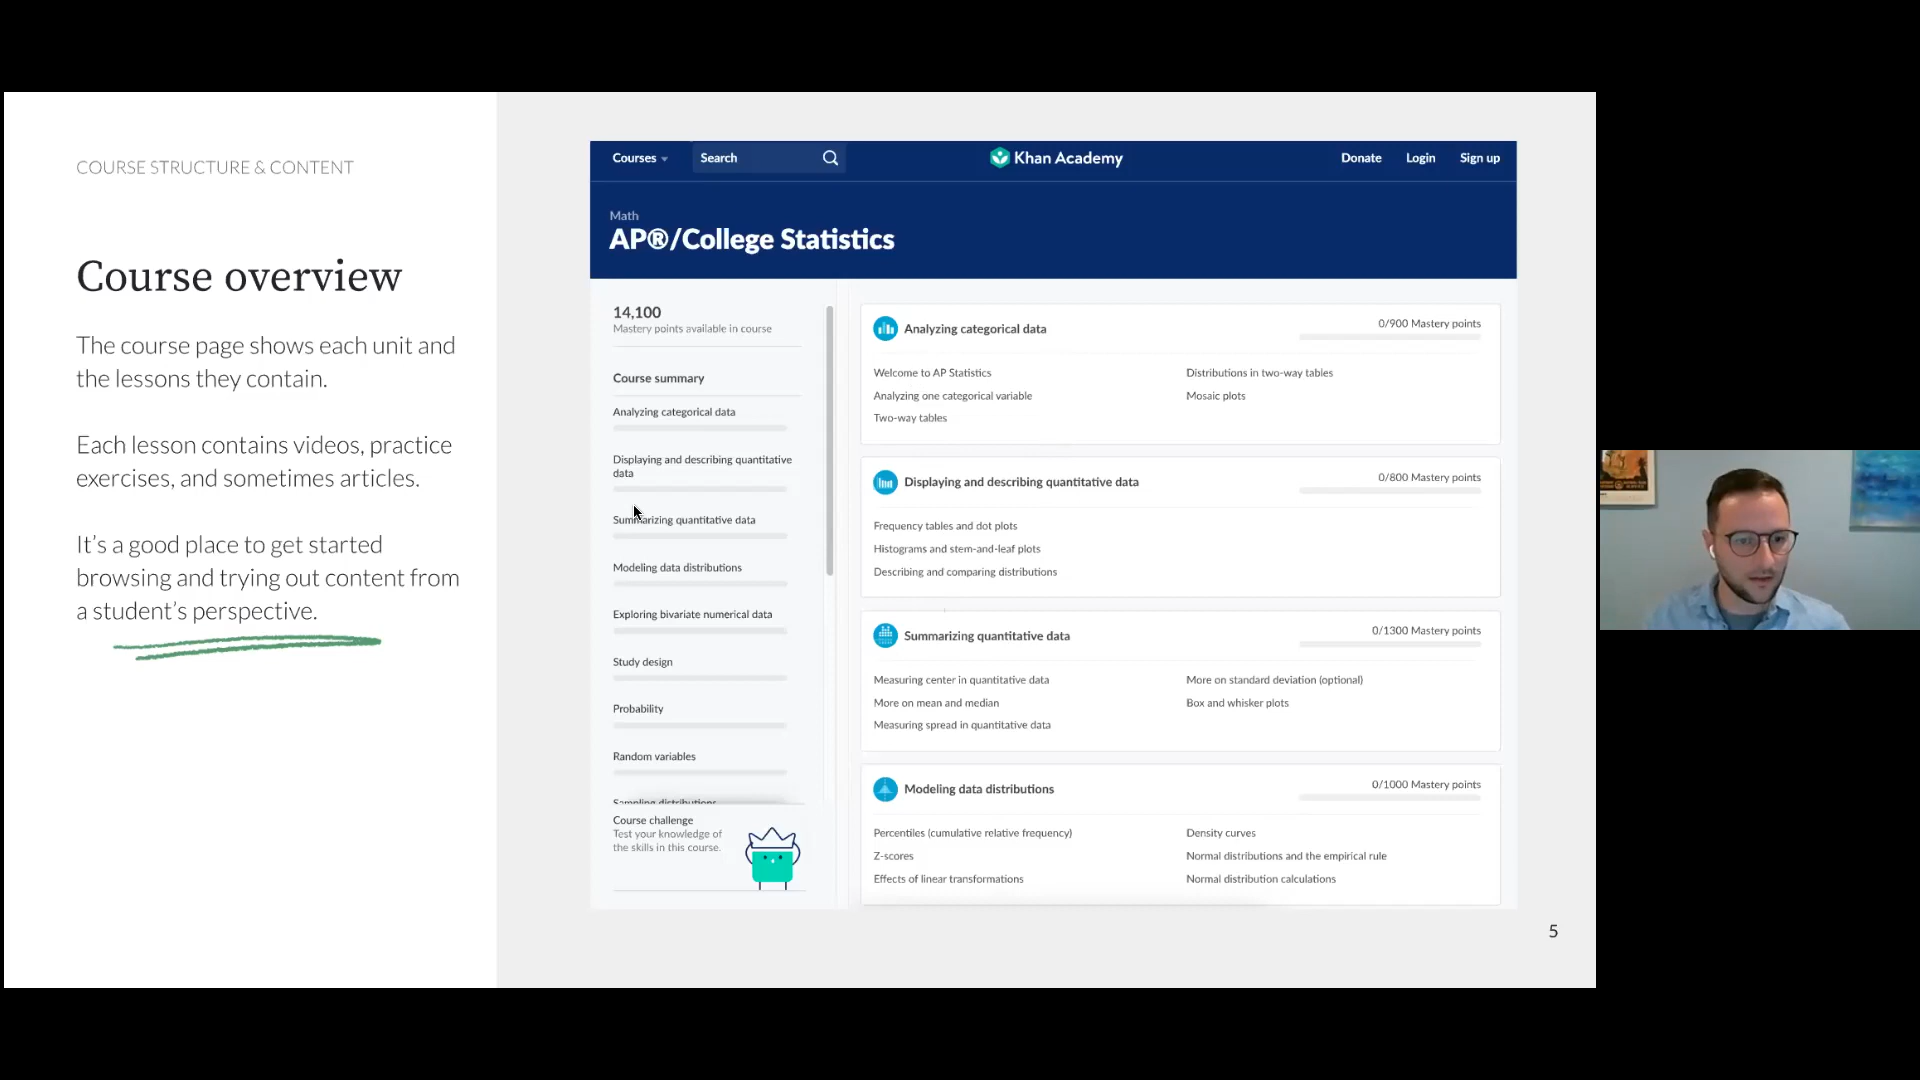 COURSE STRUCTURE & CONTENT
Course overview
The course page shows each unit and
the lessons they contain.
Each lesson contains videos, practice
exercises, and sometimes articles.
It's a good place to get started
browsing and trying out content from
a student's perspective.
Courses
Search
Khan Academy
Donate
Login
Sign up
Math
AP®/College Statistics
14,100
Mastery points available in course
Course summary
Analyzing categorical data
Displaying and describing quantitative
data
Summarizing quantitative data
Modeling data distributions
Exploring bivariate numerical data
Study design
Probability
Random variables
Sampling distributions
Course challenge
Test your knowledge of
the skills in this course.
Analyzing categorical data
0/900 Mastery points
Welcome to AP Statistics
Analyzing one categorical variable
Two-way tables
Distributions in two-way tables
Mosaic plots
Displaying and describing quantitative data
0/800 Mastery points
Frequency tables and dot plots
Histograms and stem-and-leaf plots
Describing and comparing distributions
Summarizing quantitative data
0/1300 Mastery points
Measuring center in quantitative data
More on mean and median
Measuring spread in quantitative data
More on standard deviation (optional)
Box and whisker plots
Modeling data distributions
0/1000 Mastery points
Percentiles (cumulative relative frequency)
Z-scores
Effects of linear transformations
Density curves
Normal distributions and the empirical rule
Normal distribution calculations
5